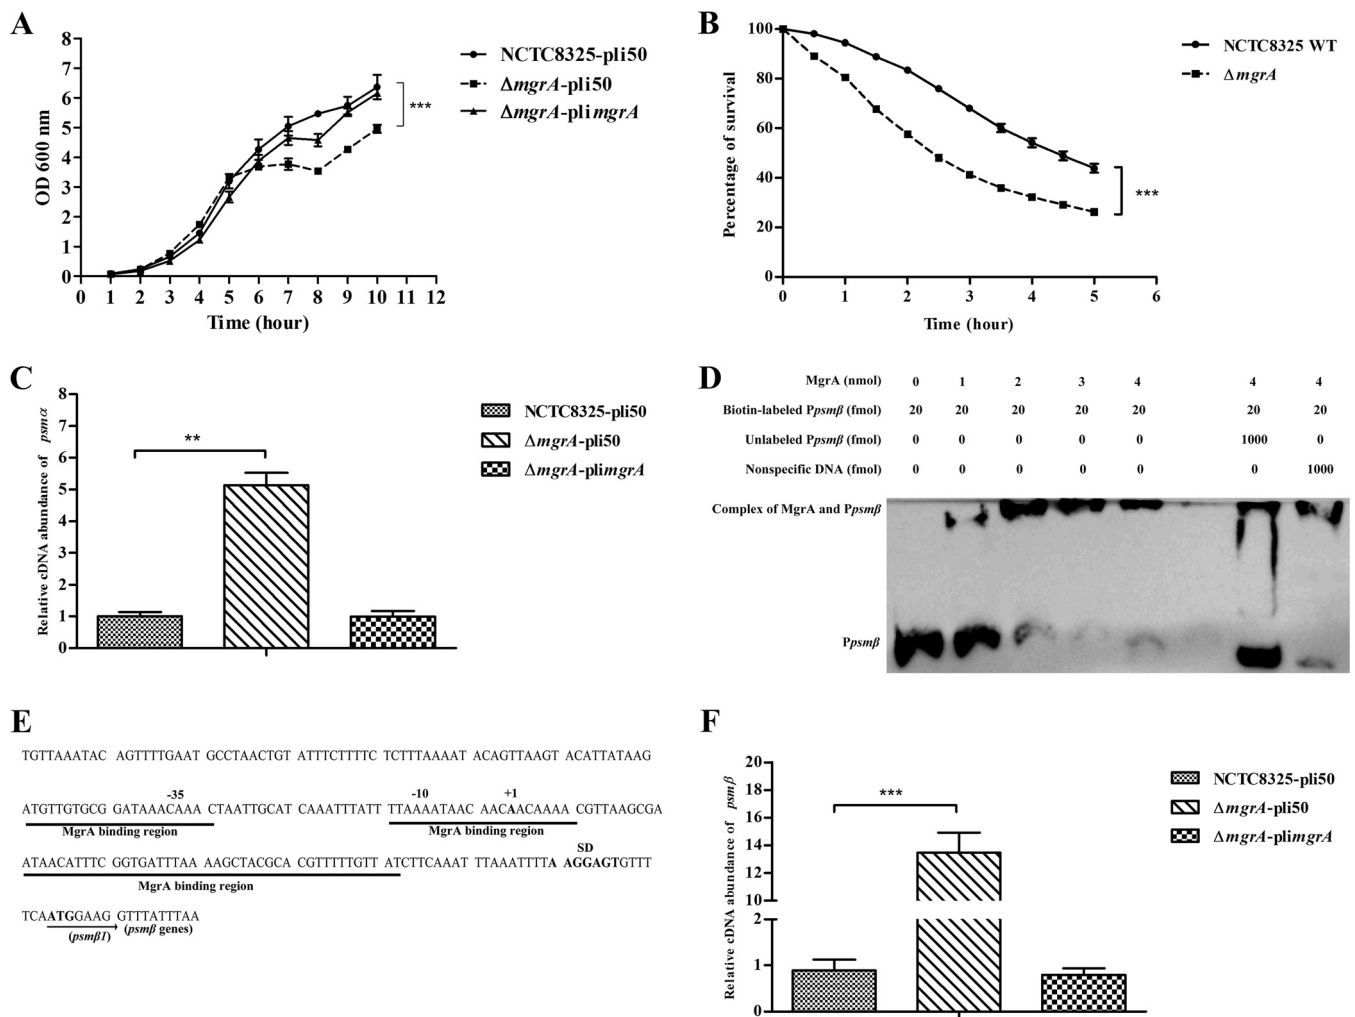 A
8
7
6
5
4
3
2
1
0
OD 600 nm
0 1 2 3 4 5 6 7 8 9 10 11 12
Time (hour)
NCTC8325-pli50
ΔmgrA-pli50
ΔmgrA-plimgrA
***
B
100
80
60
40
20
0
Percentage of survival
0 1 2 3 4 5 6
Time (hour)
NCTC8325 WT
ΔmgrA
***
C
8
7
6
5
4
3
2
1
0
Relative cDNA abundance of psmα
**
NCTC8325-pli50
ΔmgrA-pli50
ΔmgrA-plimgrA
D
MgrA (nmol) 0 1 2 3 4 4 4
Biotin-labeled Ppsmβ (fmol) 20 20 20 20 20 20 20
Unlabeled Ppsmβ (fmol) 0 0 0 0 0 1000 0
Nonspecific DNA (fmol) 0 0 0 0 0 0 1000
Complex of MgrA and Ppsmβ
Ppsmβ
E
TGTTAAATAC AGTTTTGAAT GCCTAACTGT ATTTCTTTTC TCTTTAAAAT ACAGTTAAGT ACATTATAAG
-35 -10 +1
ATGTTGTGCG GATAAACAAA CTAATTGCAT CAAATTTATT TTAAAATAAC AACAAACAAAA CGTTAAGCGA
MgrA binding region MgrA binding region
SD
ATAACATTTC GGTGATTTAA AAGCTACGCA CGTTTTTGTT ATCTTCAAAT TTAAATTTTA AAGGAGTGTTT
MgrA binding region
TCAATGGAAG GTTTATTTAA
(psmβ1) (psmβ genes)
F
20
18
16
14
12
10
2
1
0
Relative cDNA abundance of psmβ
***
NCTC8325-pli50
ΔmgrA-pli50
ΔmgrA-plimgrA